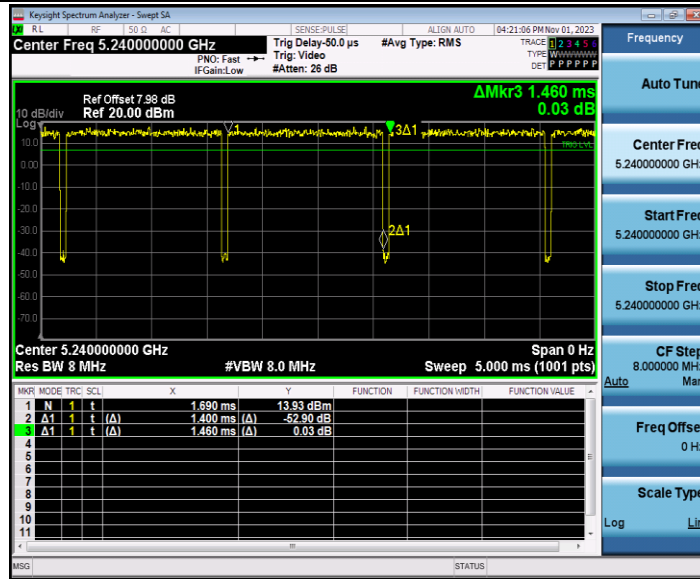 Keysight Spectrum Analyzer - Swept SA
LXI RL RF 50 Ω AC SENSE:PULSE ALIGN AUTO 04:21:06 PM Nov 01, 2023
Center Freq 5.240000000 GHz Trig Delay-50.0 µs #Avg Type: RMS TRACE 1 2 3 4 5 6
PNO: Fast Trig: Video TYPE WWWWWW
IFGain:Low #Atten: 26 dB DET P P P P P P
ΔMkr3 1.460 ms
0.03 dB
Ref Offset 7.98 dB
10 dB/div Ref 20.00 dBm
Log
1 3Δ1
10.0 TRIG LVL
0.00
-10.0
-20.0
-30.0 2Δ1
-40.0
-50.0
-60.0
-70.0
Center 5.240000000 GHz Span 0 Hz
Res BW 8 MHz #VBW 8.0 MHz Sweep 5.000 ms (1001 pts)
MKR MODE TRC SCL X Y FUNCTION FUNCTION WIDTH FUNCTION VALUE
1 N 1 t 1.690 ms 13.93 dBm
2 Δ1 1 t (Δ) 1.400 ms (Δ) -52.90 dB
3 Δ1 1 t (Δ) 1.460 ms (Δ) 0.03 dB
4
5
6
7
8
9
10
11
MSG STATUS
Frequency
Auto Tune
Center Freq
5.240000000 GHz
Start Freq
5.240000000 GHz
Stop Freq
5.240000000 GHz
CF Step
8.000000 MHz
Auto Man
Freq Offset
0 Hz
Scale Type
Log Lin